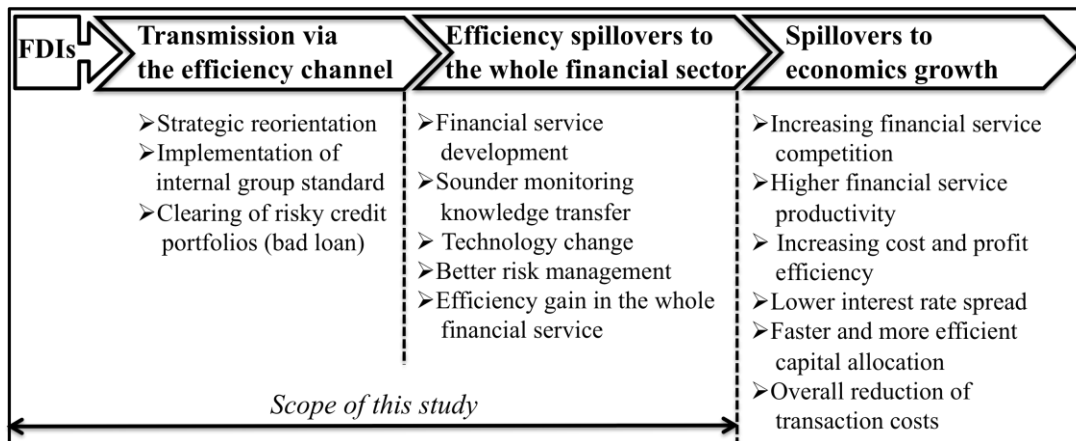 FDIs
Transmission via
the efficiency channel
➢Strategic reorientation
➢Implementation of
internal group standard
➢Clearing of risky credit
portfolios (bad loan)
Efficiency spillovers to
the whole financial sector
➢Financial service
development
➢Sounder monitoring
knowledge transfer
➢ Technology change
➢Better risk management
➢Efficiency gain in the whole
financial service
Spillovers to
economics growth
➢Increasing financial service
competition
➢Higher financial service
productivity
➢ Increasing cost and profit
efficiency
➢Lower interest rate spread
➢Faster and more efficient
capital allocation
➢Overall reduction of
transaction costs
Scope of this study